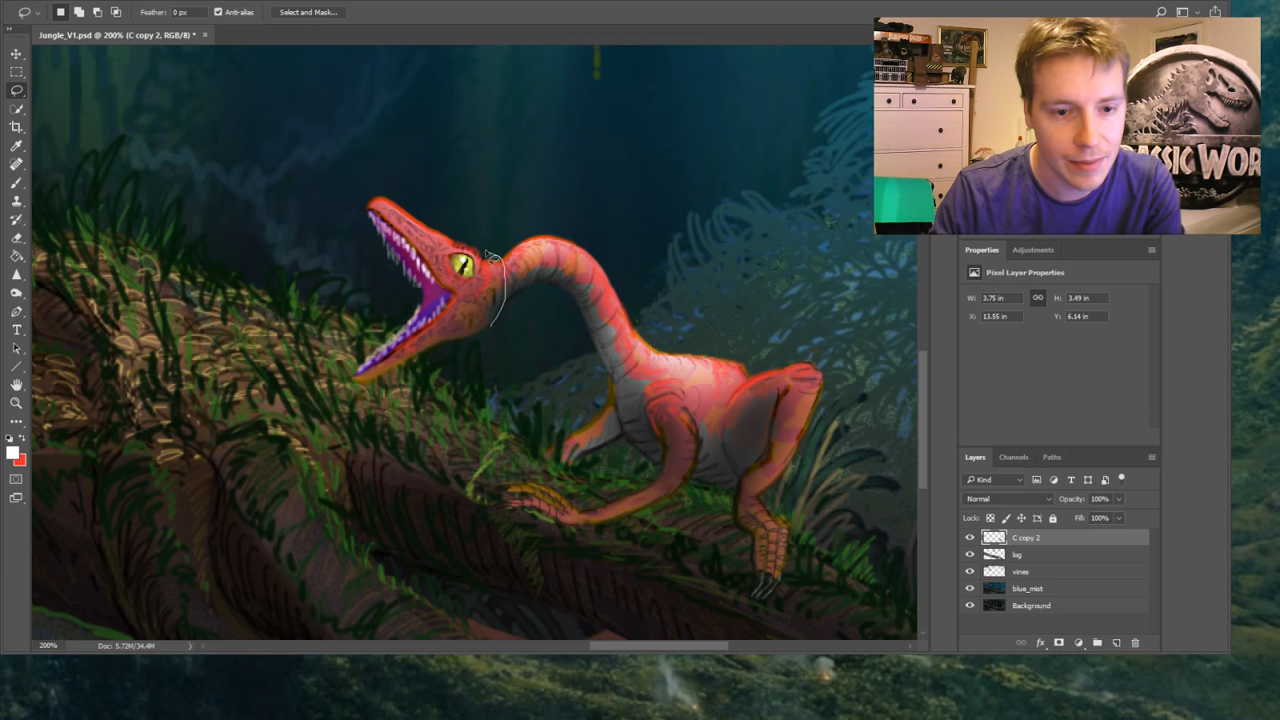 Feather: 0 px Anti-alias Select and Mask...
Jungle_V1.psd @ 200% (C copy 2, RGB/8) * ×
JURASSIC WOR
Properties Adjustments
Pixel Layer Properties
W: 3.75 in H: 3.49 in
X: 13.55 in Y: 6.14 in
Layers Channels Paths
Kind
Normal Opacity: 100%
Lock: Fill: 100%
C copy 2
log
vines
blue_mist
Background
200% Doc: 5.72M/34.4M
fx